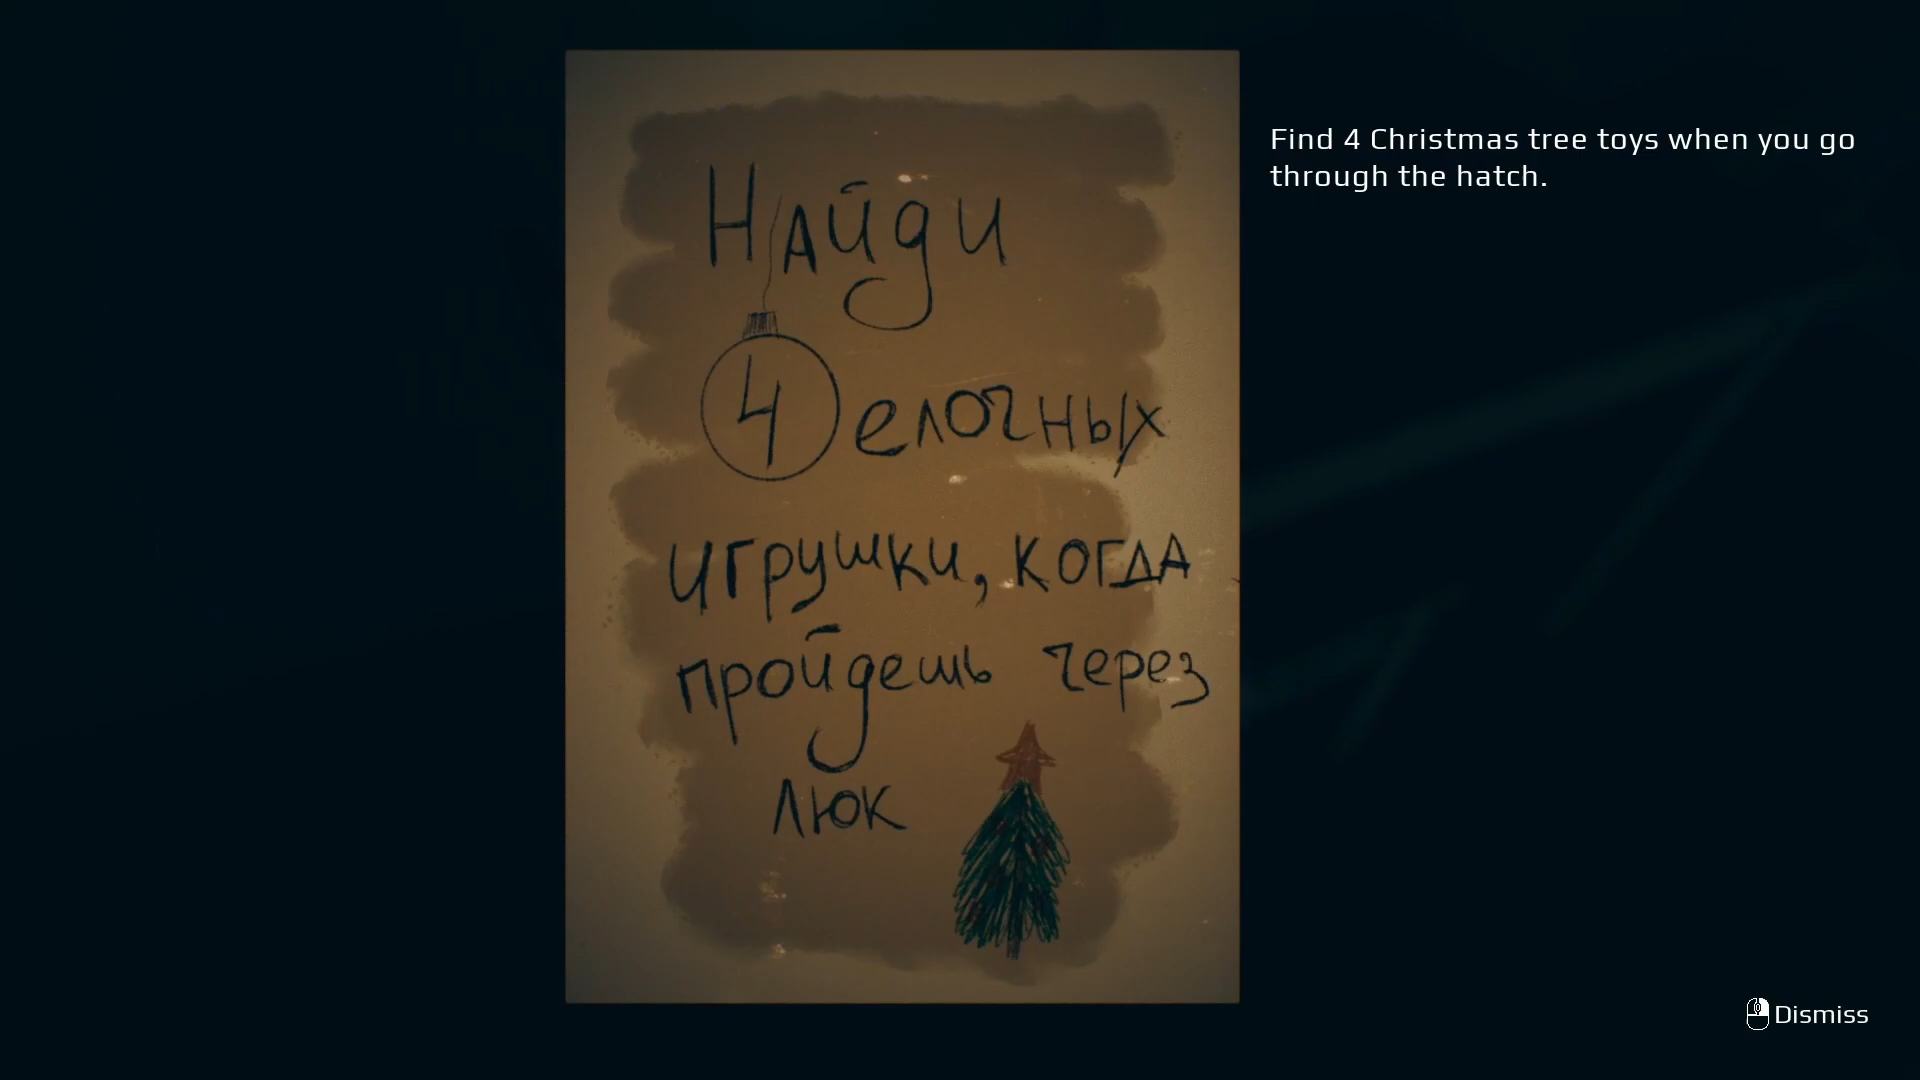 Найди
4 елочных
игрушки, когда
пройдешь через
люк
Find 4 Christmas tree toys when you go
through the hatch.
Dismiss